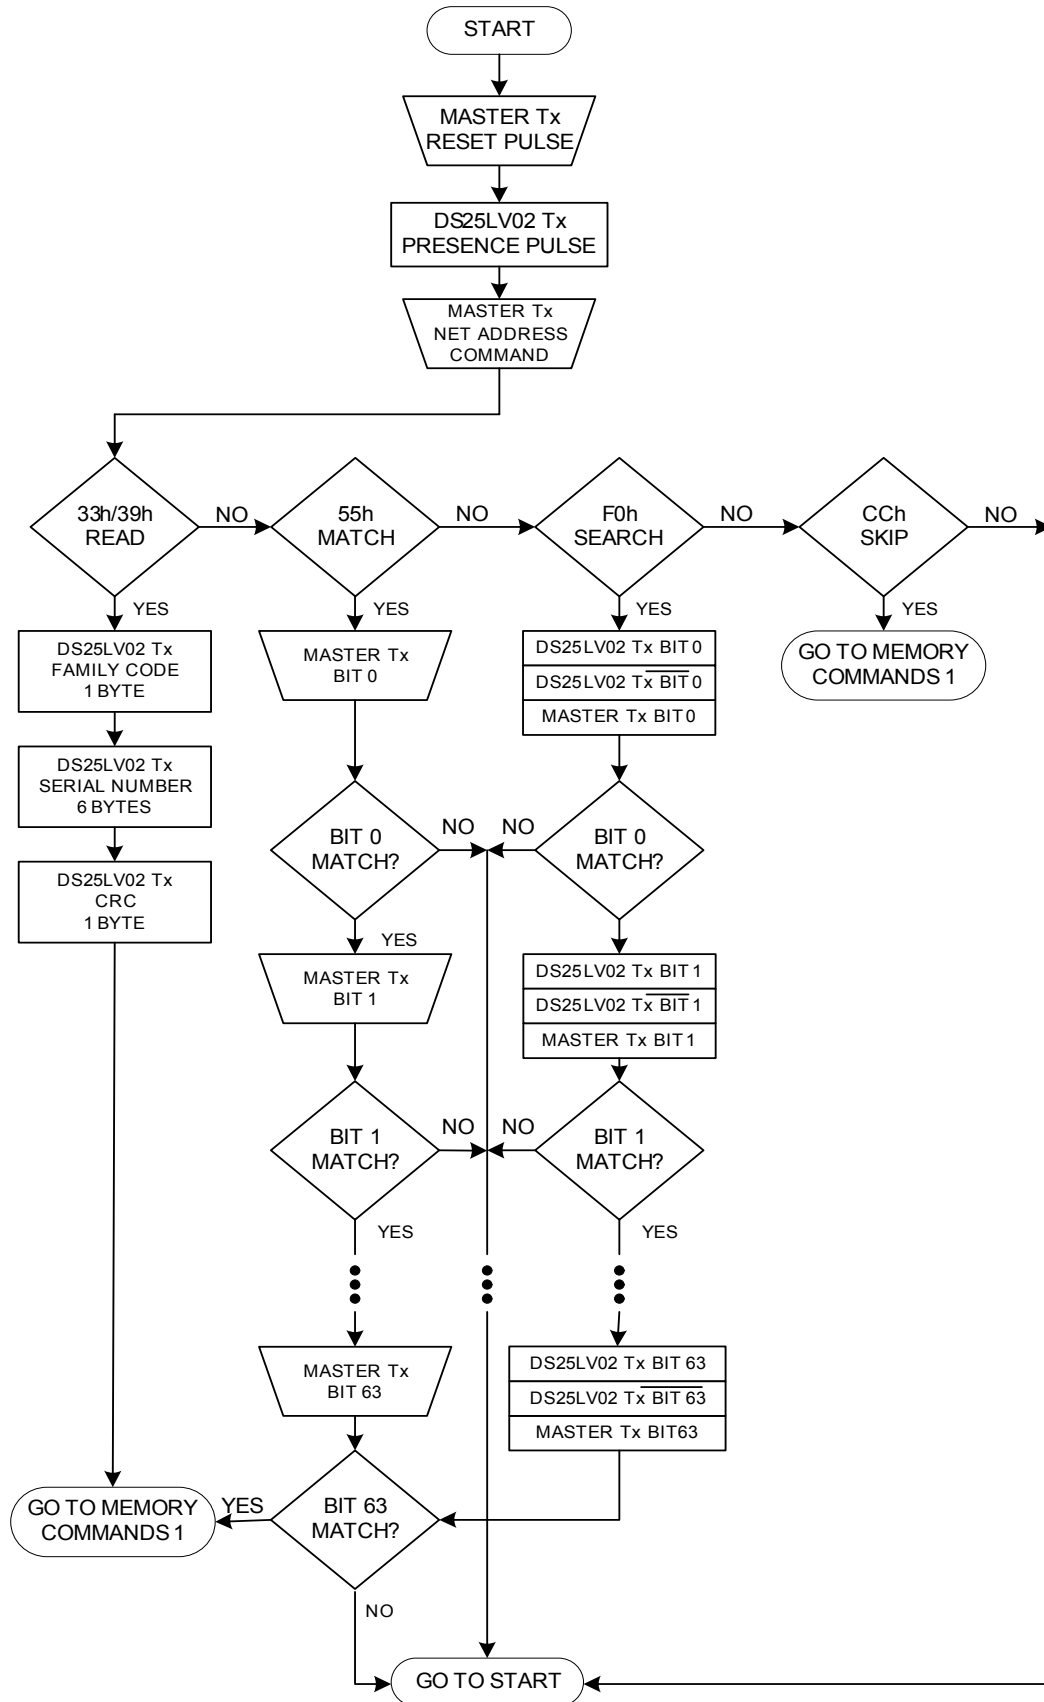 START
MASTER Tx
RESET PULSE
DS25LV02 Tx
PRESENCE PULSE
MASTER Tx
NET ADDRESS
COMMAND
33h/39h
READ
NO
55h
MATCH
NO
F0h
SEARCH
NO
CCh
SKIP
NO
YES
YES
YES
YES
DS25LV02 Tx
FAMILY CODE
1 BYTE
MASTER Tx
BIT 0
DS25LV02 Tx BIT 0
DS25LV02 Tx BIT 0
MASTER Tx BIT 0
GO TO MEMORY
COMMANDS 1
DS25LV02 Tx
SERIAL NUMBER
6 BYTES
BIT 0
MATCH?
NO
NO
BIT 0
MATCH?
DS25LV02 Tx
CRC
1 BYTE
YES
YES
MASTER Tx
BIT 1
DS25LV02 Tx BIT 1
DS25LV02 Tx BIT 1
MASTER Tx BIT 1
BIT 1
MATCH?
NO
NO
BIT 1
MATCH?
YES
YES
MASTER Tx
BIT 63
DS25LV02 Tx BIT 63
DS25LV02 Tx BIT 63
MASTER Tx BIT63
GO TO MEMORY
COMMANDS 1
YES
BIT 63
MATCH?
NO
GO TO START